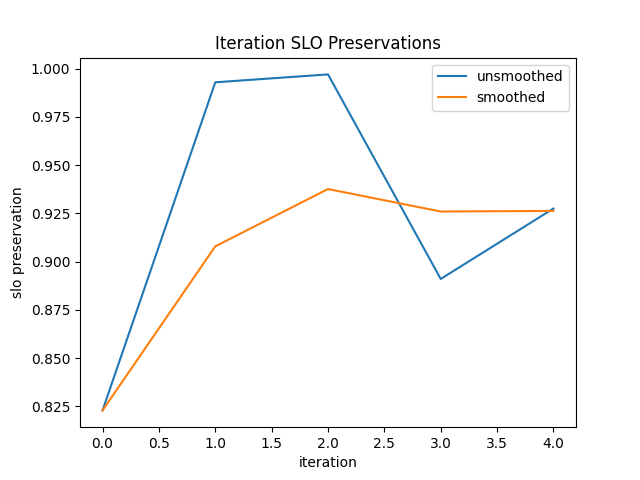 Iteration SLO Preservations
unsmoothed
smoothed
1.000
0.975
0.950
0.925
0.900
0.875
0.850
0.825
slo preservation
0.0 0.5 1.0 1.5 2.0 2.5 3.0 3.5 4.0
iteration